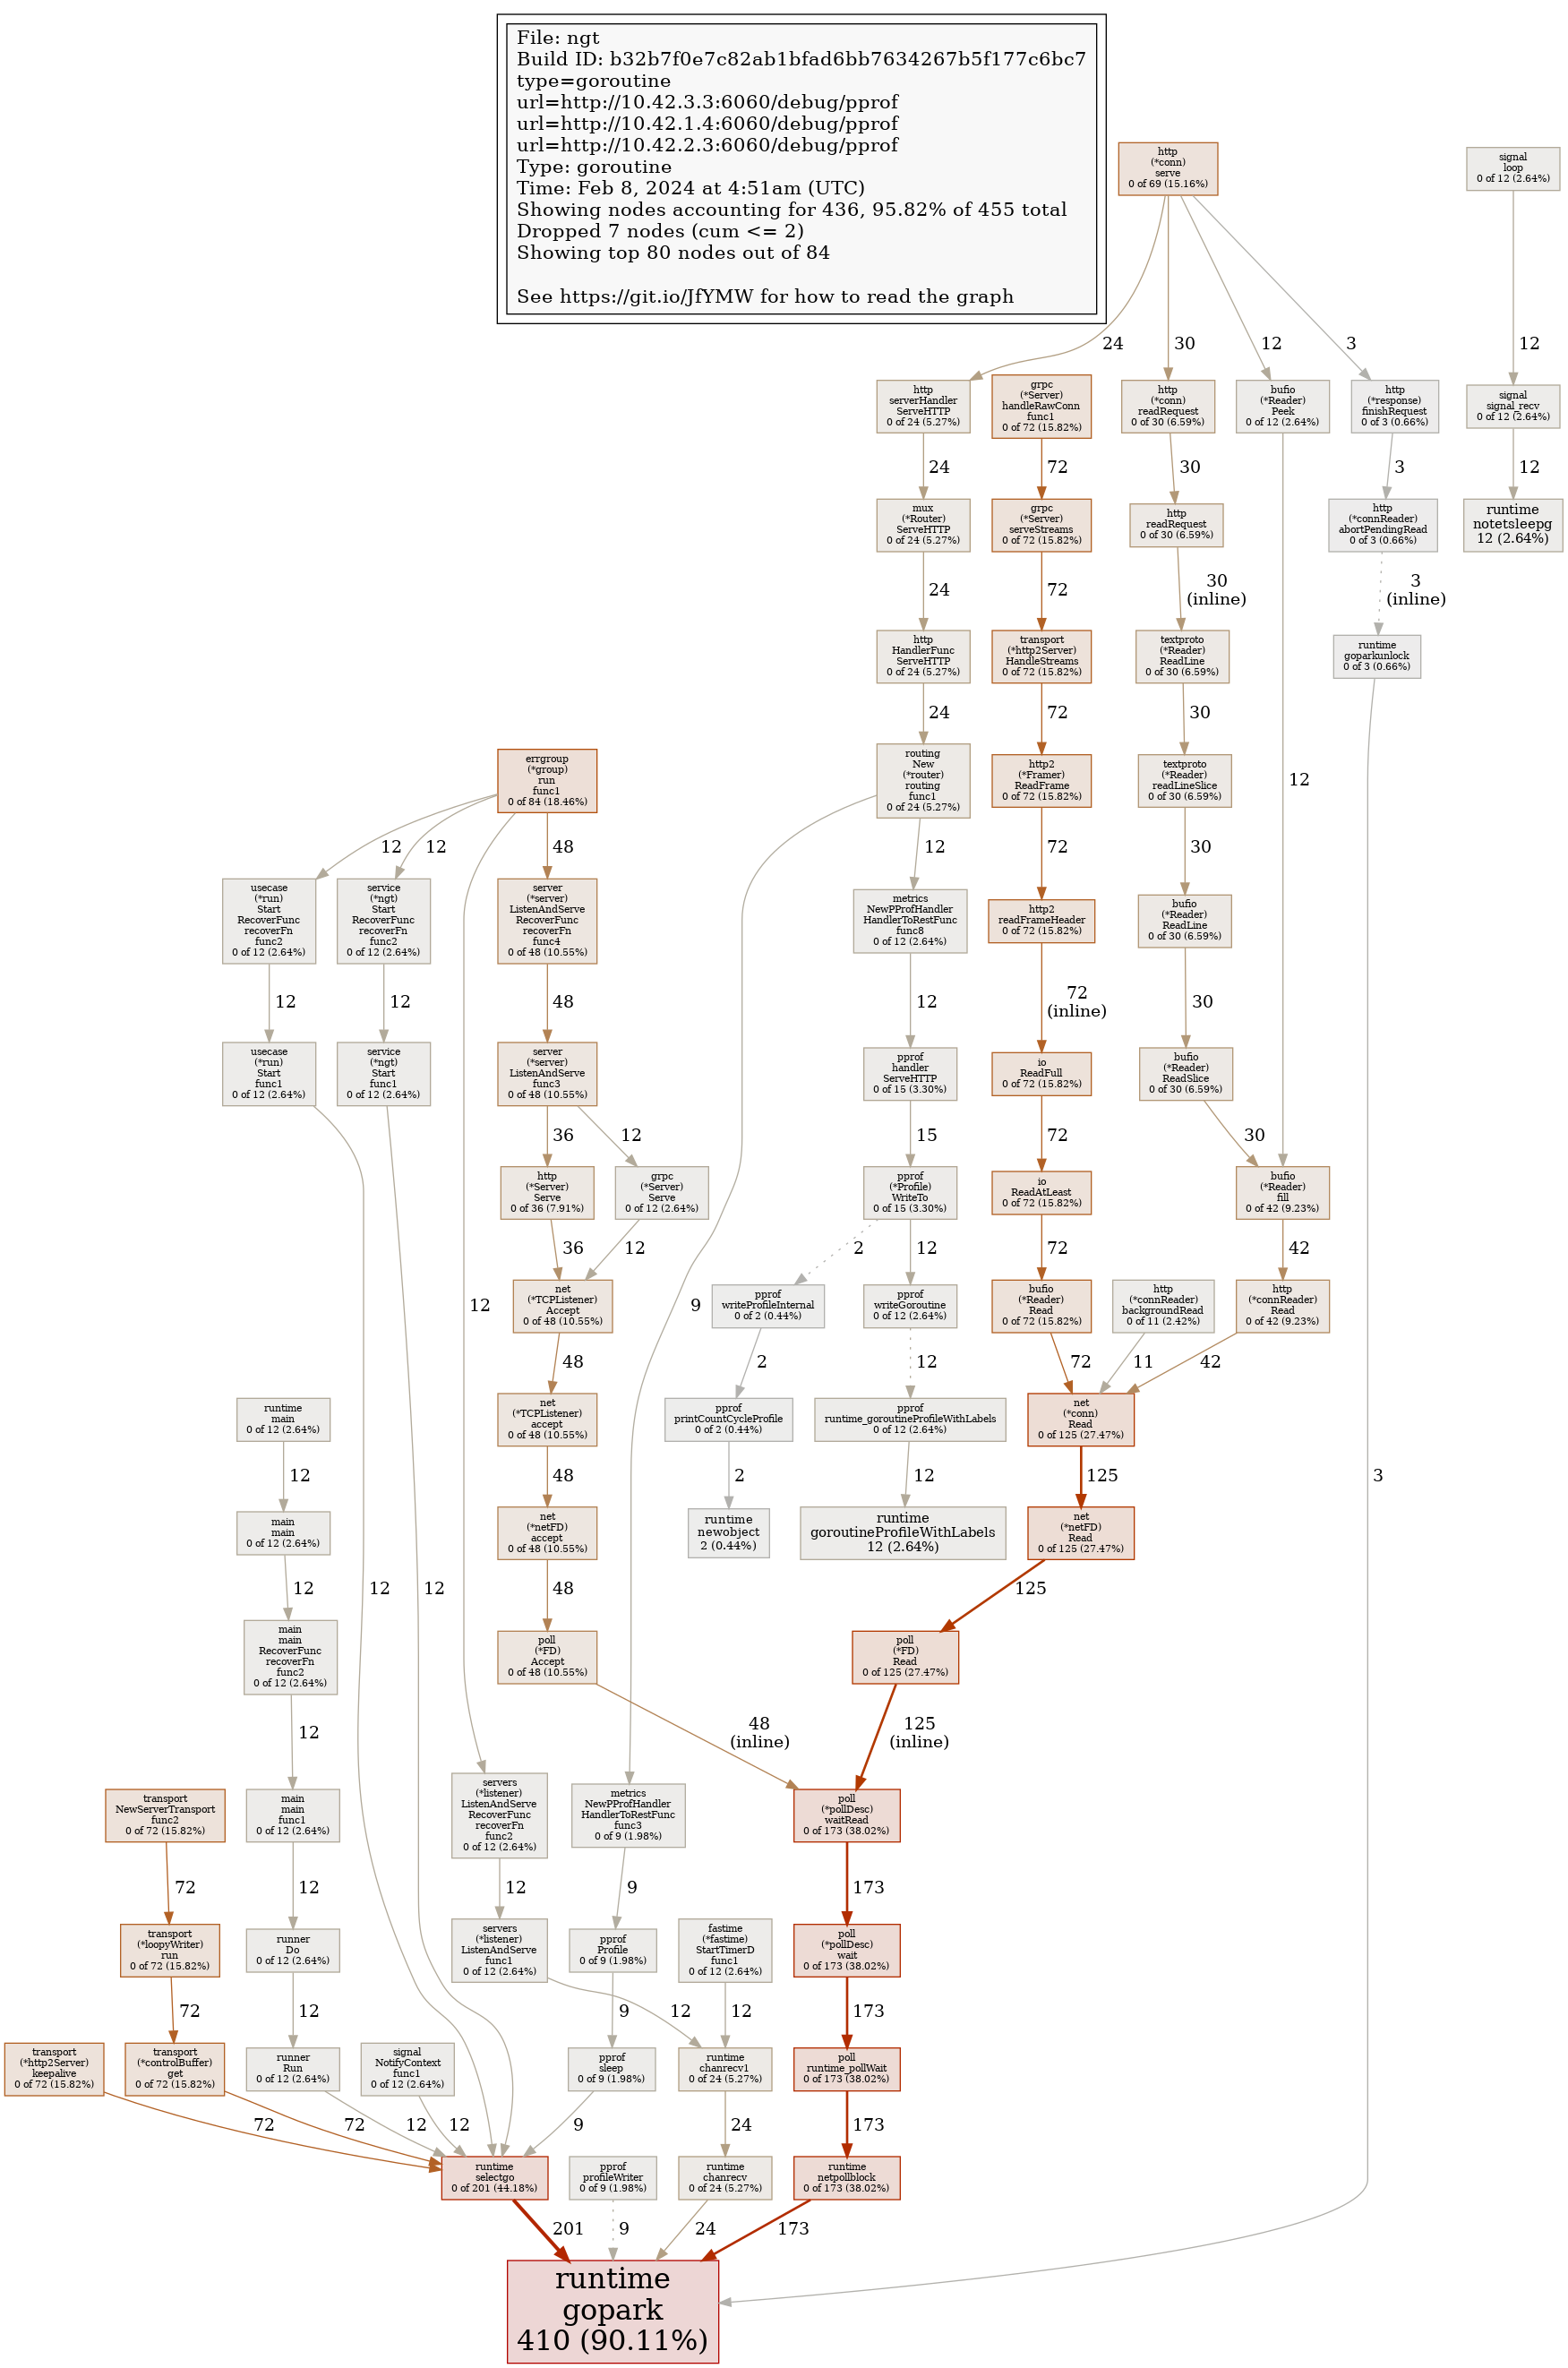 File: ngt
Build ID: b32b7f0e7c82ab1bfad6bb7634267b5f177c6bc7
type=goroutine
url=http://10.42.3.3:6060/debug/pprof
url=http://10.42.1.4:6060/debug/pprof
url=http://10.42.2.3:6060/debug/pprof
Type: goroutine
Time: Feb 8, 2024 at 4:51am (UTC)
Showing nodes accounting for 436, 95.82% of 455 total
Dropped 7 nodes (cum <= 2)
Showing top 80 nodes out of 84
See https://git.io/JfYMW for how to read the graph
http
(*conn)
serve
0 of 69 (15.16%)
signal
loop
0 of 12 (2.64%)
24
30
12
3
12
http
serverHandler
ServeHTTP
0 of 24 (5.27%)
grpc
(*Server)
handleRawConn
func1
0 of 72 (15.82%)
http
(*conn)
readRequest
0 of 30 (6.59%)
bufio
(*Reader)
Peek
0 of 12 (2.64%)
http
(*response)
finishRequest
0 of 3 (0.66%)
signal
signal_recv
0 of 12 (2.64%)
24
72
30
3
12
mux
(*Router)
ServeHTTP
0 of 24 (5.27%)
grpc
(*Server)
serveStreams
0 of 72 (15.82%)
http
readRequest
0 of 30 (6.59%)
http
(*connReader)
abortPendingRead
0 of 3 (0.66%)
runtime
notetsleepg
12 (2.64%)
24
72
30
(inline)
3
(inline)
http
HandlerFunc
ServeHTTP
0 of 24 (5.27%)
transport
(*http2Server)
HandleStreams
0 of 72 (15.82%)
textproto
(*Reader)
ReadLine
0 of 30 (6.59%)
runtime
goparkunlock
0 of 3 (0.66%)
24
72
30
errgroup
(*group)
run
func1
0 of 84 (18.46%)
routing
New
(*router)
routing
func1
0 of 24 (5.27%)
http2
(*Framer)
ReadFrame
0 of 72 (15.82%)
textproto
(*Reader)
readLineSlice
0 of 30 (6.59%)
12
12
12
48
12
72
30
12
usecase
(*run)
Start
RecoverFunc
recoverFn
func2
0 of 12 (2.64%)
service
(*ngt)
Start
RecoverFunc
recoverFn
func2
0 of 12 (2.64%)
server
(*server)
ListenAndServe
RecoverFunc
recoverFn
func4
0 of 48 (10.55%)
metrics
NewPProfHandler
HandlerToRestFunc
func8
0 of 12 (2.64%)
http2
readFrameHeader
0 of 72 (15.82%)
bufio
(*Reader)
ReadLine
0 of 30 (6.59%)
12
12
48
12
72
(inline)
30
usecase
(*run)
Start
func1
0 of 12 (2.64%)
service
(*ngt)
Start
func1
0 of 12 (2.64%)
server
(*server)
ListenAndServe
func3
0 of 48 (10.55%)
pprof
handler
ServeHTTP
0 of 15 (3.30%)
io
ReadFull
0 of 72 (15.82%)
bufio
(*Reader)
ReadSlice
0 of 30 (6.59%)
36
12
15
72
30
http
(*Server)
Serve
0 of 36 (7.91%)
grpc
(*Server)
Serve
0 of 12 (2.64%)
pprof
(*Profile)
WriteTo
0 of 15 (3.30%)
io
ReadAtLeast
0 of 72 (15.82%)
bufio
(*Reader)
fill
0 of 42 (9.23%)
36
12
2
12
72
42
net
(*TCPListener)
Accept
0 of 48 (10.55%)
9
pprof
writeProfileInternal
0 of 2 (0.44%)
pprof
writeGoroutine
0 of 12 (2.64%)
bufio
(*Reader)
Read
0 of 72 (15.82%)
http
(*connReader)
backgroundRead
0 of 11 (2.42%)
http
(*connReader)
Read
0 of 42 (9.23%)
48
2
12
72
11
42
runtime
main
0 of 12 (2.64%)
net
(*TCPListener)
accept
0 of 48 (10.55%)
pprof
printCountCycleProfile
0 of 2 (0.44%)
pprof
runtime_goroutineProfileWithLabels
0 of 12 (2.64%)
net
(*conn)
Read
0 of 125 (27.47%)
12
48
2
12
125
3
main
main
0 of 12 (2.64%)
net
(*netFD)
accept
0 of 48 (10.55%)
runtime
newobject
2 (0.44%)
runtime
goroutineProfileWithLabels
12 (2.64%)
net
(*netFD)
Read
0 of 125 (27.47%)
12
12
12
48
125
main
main
RecoverFunc
recoverFn
func2
0 of 12 (2.64%)
poll
(*FD)
Accept
0 of 48 (10.55%)
poll
(*FD)
Read
0 of 125 (27.47%)
12
48
(inline)
125
(inline)
transport
NewServerTransport
func2
0 of 72 (15.82%)
main
main
func1
0 of 12 (2.64%)
servers
(*listener)
ListenAndServe
RecoverFunc
recoverFn
func2
0 of 12 (2.64%)
metrics
NewPProfHandler
HandlerToRestFunc
func3
0 of 9 (1.98%)
poll
(*pollDesc)
waitRead
0 of 173 (38.02%)
72
12
12
9
173
transport
(*loopyWriter)
run
0 of 72 (15.82%)
runner
Do
0 of 12 (2.64%)
servers
(*listener)
ListenAndServe
func1
0 of 12 (2.64%)
pprof
Profile
0 of 9 (1.98%)
fastime
(*fastime)
StartTimerD
func1
0 of 12 (2.64%)
poll
(*pollDesc)
wait
0 of 173 (38.02%)
72
12
9
12
12
173
transport
(*http2Server)
keepalive
0 of 72 (15.82%)
transport
(*controlBuffer)
get
0 of 72 (15.82%)
runner
Run
0 of 12 (2.64%)
signal
NotifyContext
func1
0 of 12 (2.64%)
pprof
sleep
0 of 9 (1.98%)
runtime
chanrecv1
0 of 24 (5.27%)
poll
runtime_pollWait
0 of 173 (38.02%)
72
72
12
12
9
24
173
runtime
selectgo
0 of 201 (44.18%)
pprof
profileWriter
0 of 9 (1.98%)
runtime
chanrecv
0 of 24 (5.27%)
runtime
netpollblock
0 of 173 (38.02%)
201
9
24
173
runtime
gopark
410 (90.11%)